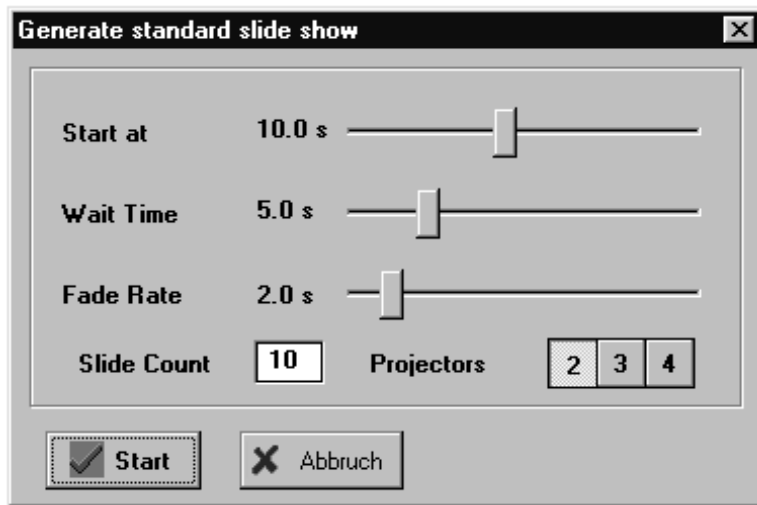 Generate standard slide show
Start at 10.0 s
Wait Time 5.0 s
Fade Rate 2.0 s
Slide Count 10 Projectors 2 3 4
Start Abbruch